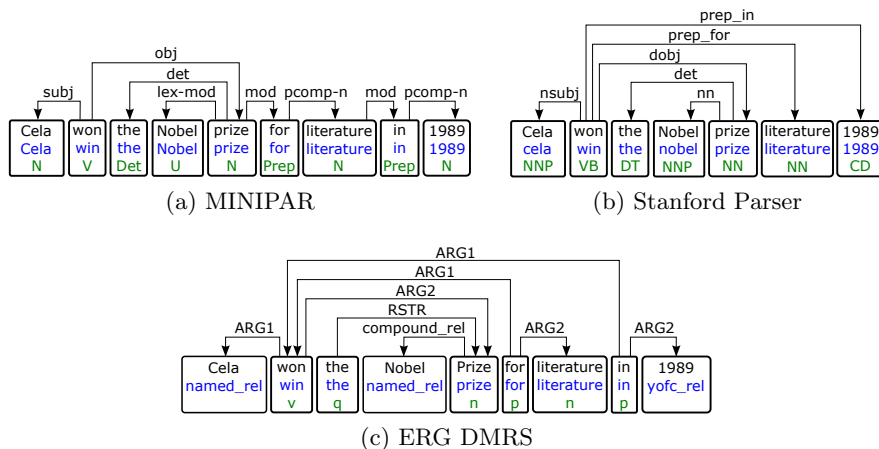 obj
det
lex-mod
subj
mod
pcomp-n
mod
pcomp-n
Cela won the Nobel prize for literature in 1989
Cela win the Nobel prize for literature in 1989
N V Det U N Prep N Prep N
(a) MINIPAR
prep_in
prep_for
dobj
det
nsubj
nn
Cela won the Nobel prize literature 1989
cela win the nobel prize literature 1989
NNP VB DT NNP NN NN CD
(b) Stanford Parser
ARG1
ARG1
ARG2
RSTR
ARG1
compound_rel
ARG2
ARG2
Cela won the Nobel Prize for literature in 1989
named_rel win the named_rel prize for literature in yofc_rel
v q n p n p
(c) ERG DMRS